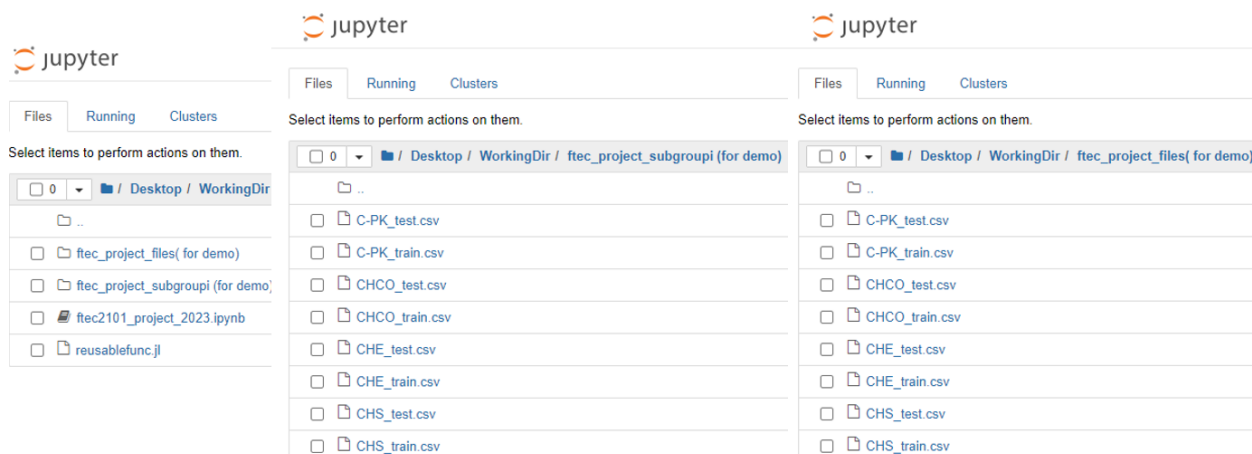 jupyter
Files Running Clusters
Select items to perform actions on them.
0 / Desktop / WorkingDir
..
ftec_project_files( for demo)
ftec_project_subgroupi (for demo)
ftec2101_project_2023.ipynb
reusablefunc.jl
jupyter
Files Running Clusters
Select items to perform actions on them.
0 / Desktop / WorkingDir / ftec_project_subgroupi (for demo)
..
C-PK_test.csv
C-PK_train.csv
CHCO_test.csv
CHCO_train.csv
CHE_test.csv
CHE_train.csv
CHS_test.csv
CHS_train.csv
jupyter
Files Running Clusters
Select items to perform actions on them.
0 / Desktop / WorkingDir / ftec_project_files( for demo)
..
C-PK_test.csv
C-PK_train.csv
CHCO_test.csv
CHCO_train.csv
CHE_test.csv
CHE_train.csv
CHS_test.csv
CHS_train.csv